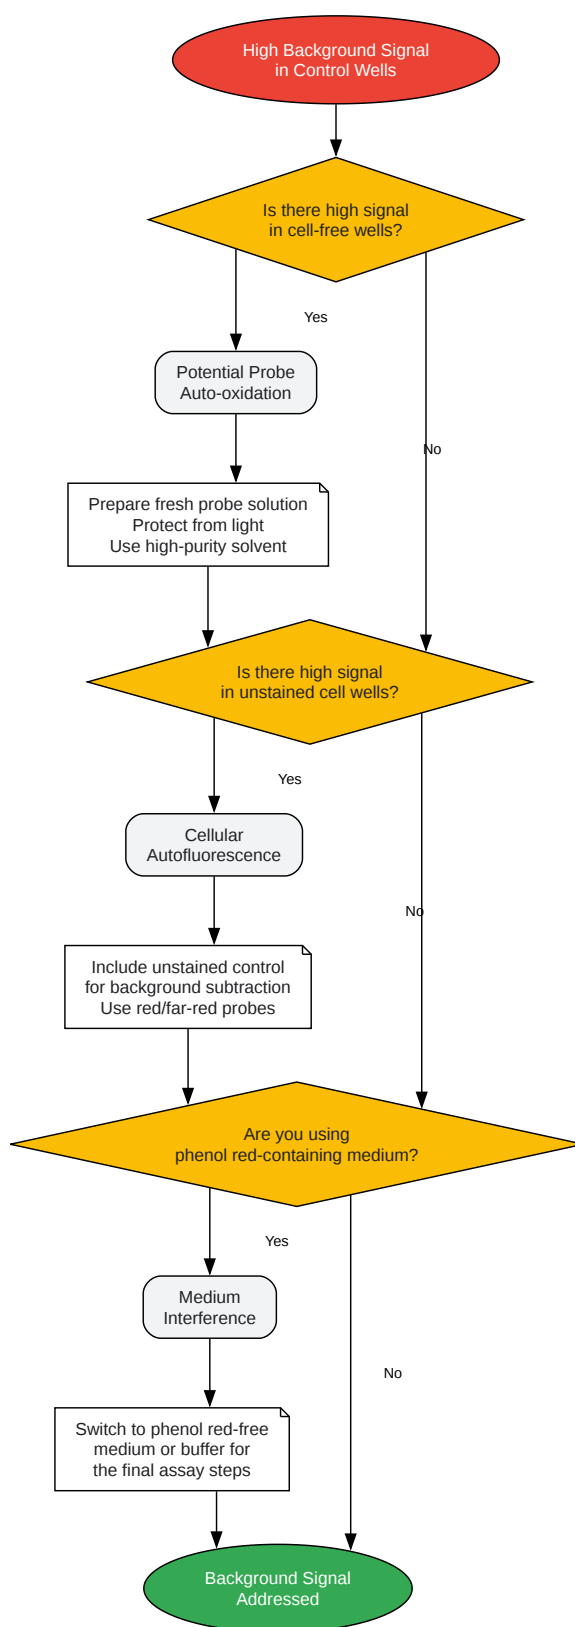 High Background Signal
in Control Wells
Is there high signal
in cell-free wells?
Yes
Potential Probe
Auto-oxidation
No
Prepare fresh probe solution
Protect from light
Use high-purity solvent
Is there high signal
in unstained cell wells?
Yes
Cellular
Autofluorescence
No
Include unstained control
for background subtraction
Use red/far-red probes
Are you using
phenol red-containing medium?
Yes
Medium
Interference
No
Switch to phenol red-free
medium or buffer for
the final assay steps
Background Signal
Addressed